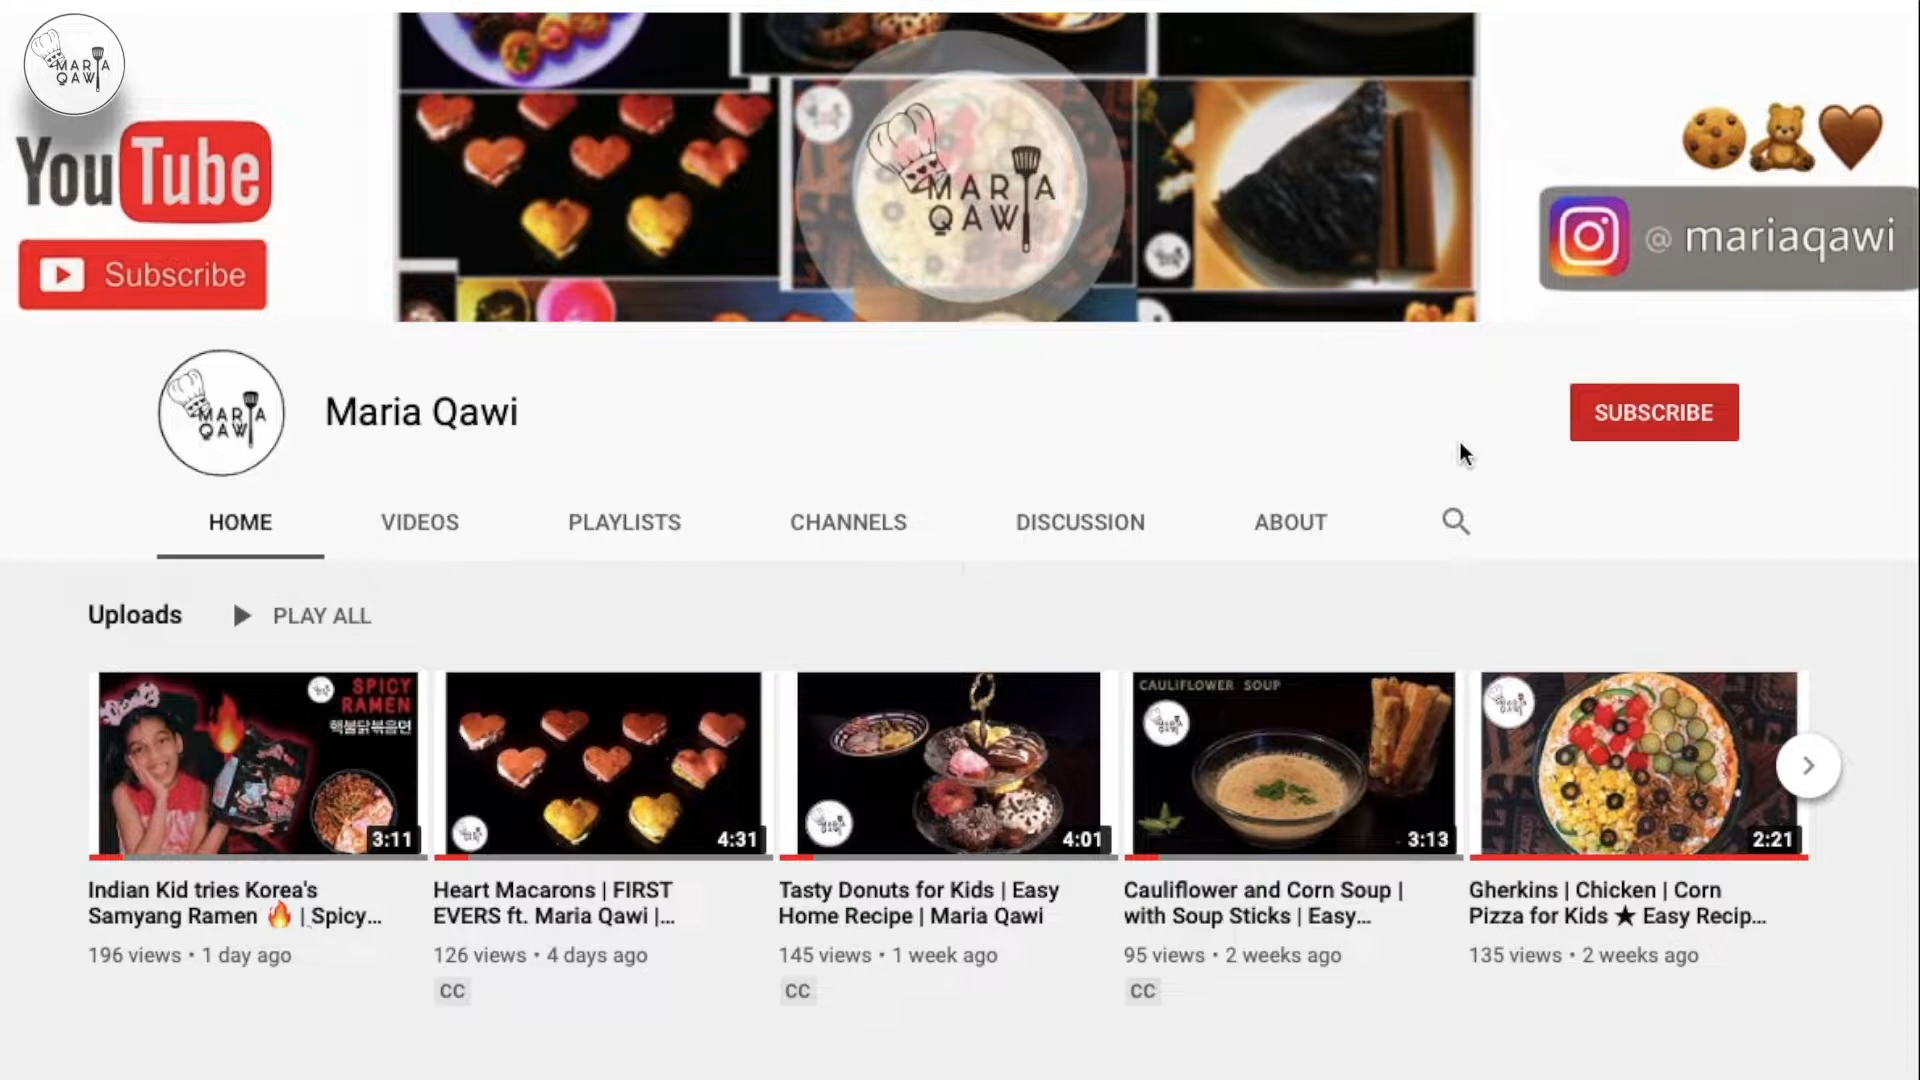 MARIA
QAWI
YouTube
Subscribe
MARIA
QAWI
@ mariaqawi
MARIA
QAWI
Maria Qawi
SUBSCRIBE
HOME VIDEOS PLAYLISTS CHANNELS DISCUSSION ABOUT
Uploads PLAY ALL
SPICY
RAMEN
핵불닭볶음면
3:11
4:31
4:01
CAULIFLOWER SOUP
3:13
2:21
Indian Kid tries Korea's
Samyang Ramen 🔥 | Spicy...
196 views • 1 day ago
Heart Macarons | FIRST
EVERS ft. Maria Qawi |...
126 views • 4 days ago
CC
Tasty Donuts for Kids | Easy
Home Recipe | Maria Qawi
145 views • 1 week ago
CC
Cauliflower and Corn Soup |
with Soup Sticks | Easy...
95 views • 2 weeks ago
CC
Gherkins | Chicken | Corn
Pizza for Kids ★ Easy Recip...
135 views • 2 weeks ago